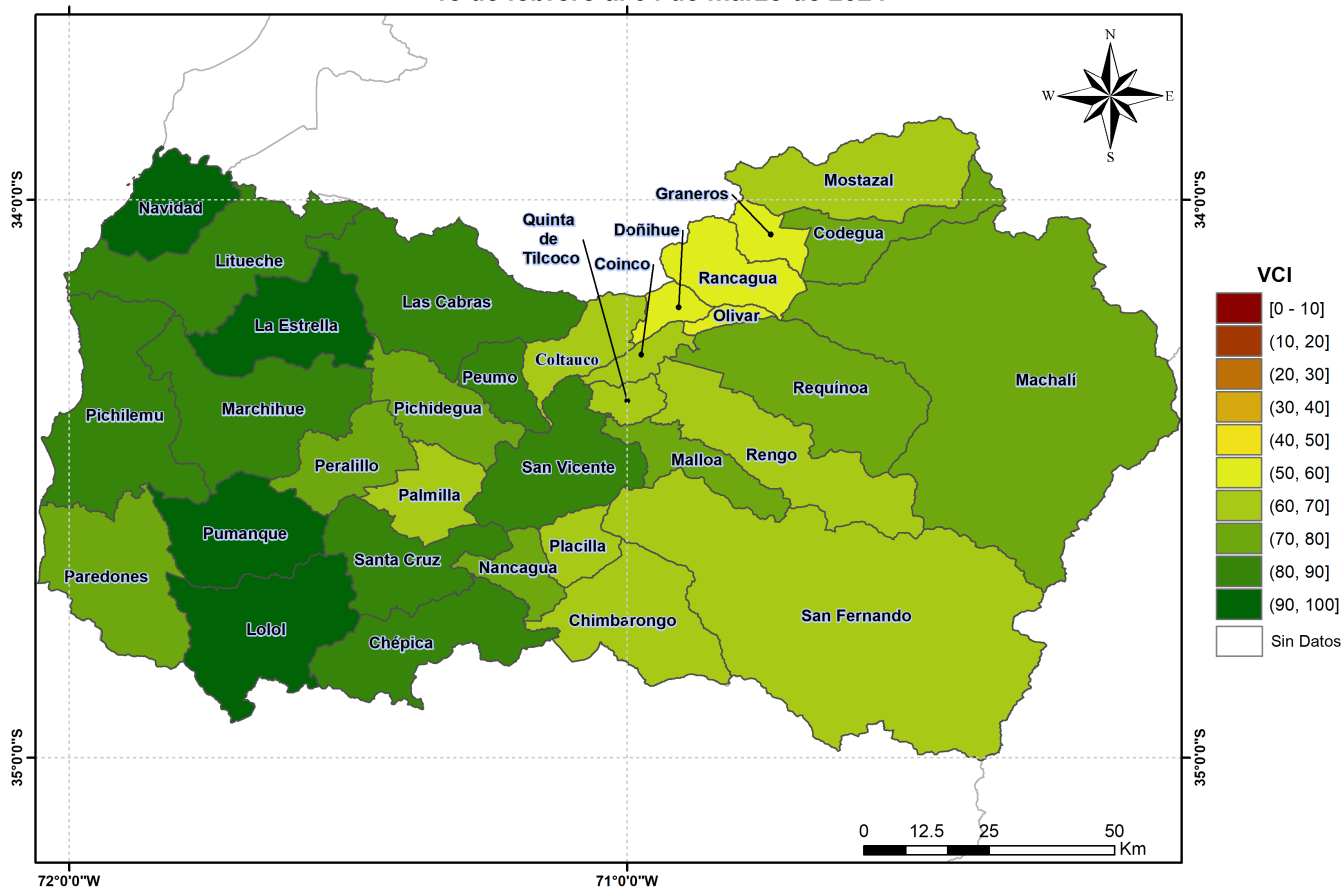 N
W E
S
34°0'0"S
34°0'0"S
Navidad
Litueche
La Estrella
Las Cabras
Quinta
de
Tilcoco
Doñihue
Coinco
Graneros
Mostazal
Codegua
Rancagua
Olivar
Coltauco
Peumo
Requínoa
Machalí
Pichilemu
Marchihue
Pichidegua
Peralillo
Palmilla
San Vicente
Malloa
Rengo
Pumanque
Paredones
Santa Cruz
Nancagua
Placilla
Lolol
Chépica
Chimbarongo
San Fernando
VCI
[0 - 10]
(10, 20]
(20, 30]
(30, 40]
(40, 50]
(50, 60]
(60, 70]
(70, 80]
(80, 90]
(90, 100]
Sin Datos
35°0'0"S
35°0'0"S
0 12.5 25 50
Km
72°0'0"W
71°0'0"W